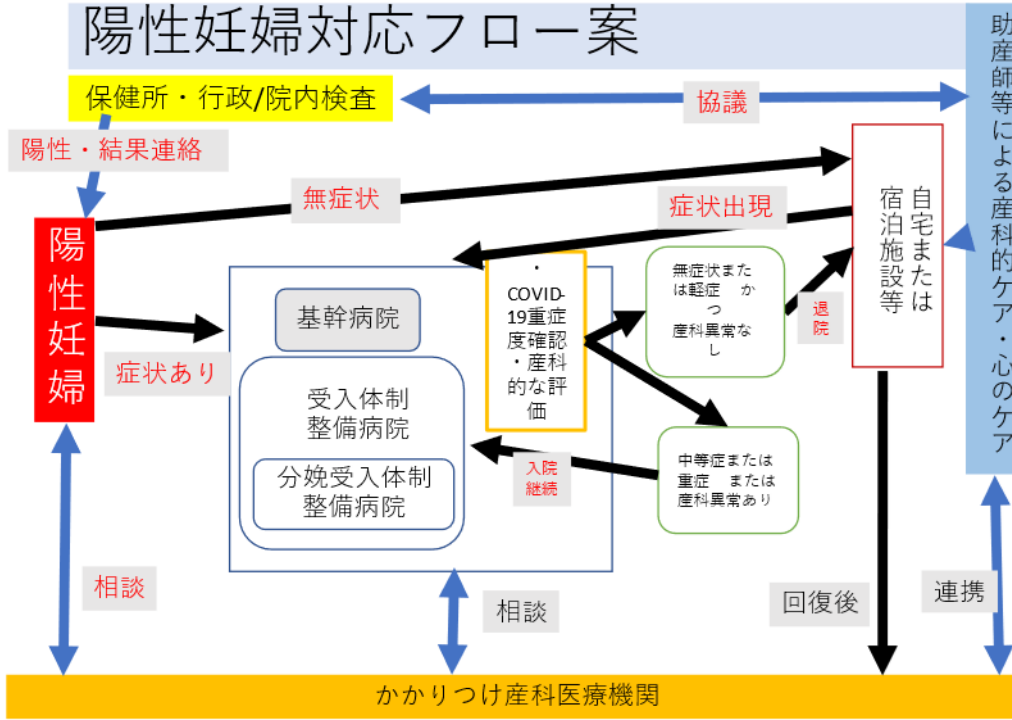 陽性妊婦対応フロー案
保健所・行政/院内検査
協議
陽性・結果連絡
助産師等による産科的ケア・心のケア
無症状
症状出現
自宅または
宿泊施設等
陽性妊婦
症状あり
基幹病院
受入体制
整備病院
分娩受入体制
整備病院
・
COVID-
19重症
度確認
・産科
的な評
価
無症状また
は軽症 か
つ
産科異常な
し
退
院
中等症または
重症 または
産科異常あり
入院
継続
相談
相談
回復後
連携
かかりつけ産科医療機関